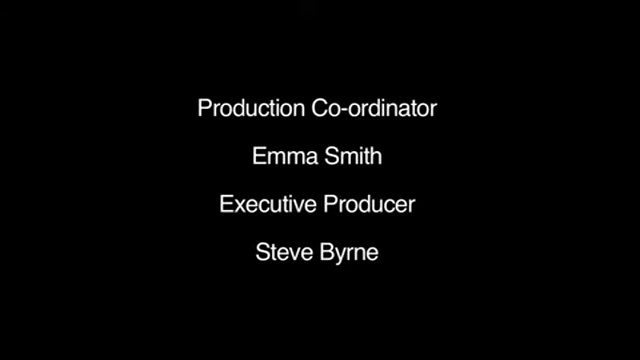 Production Co-ordinator
Emma Smith
Executive Producer
Steve Byrne